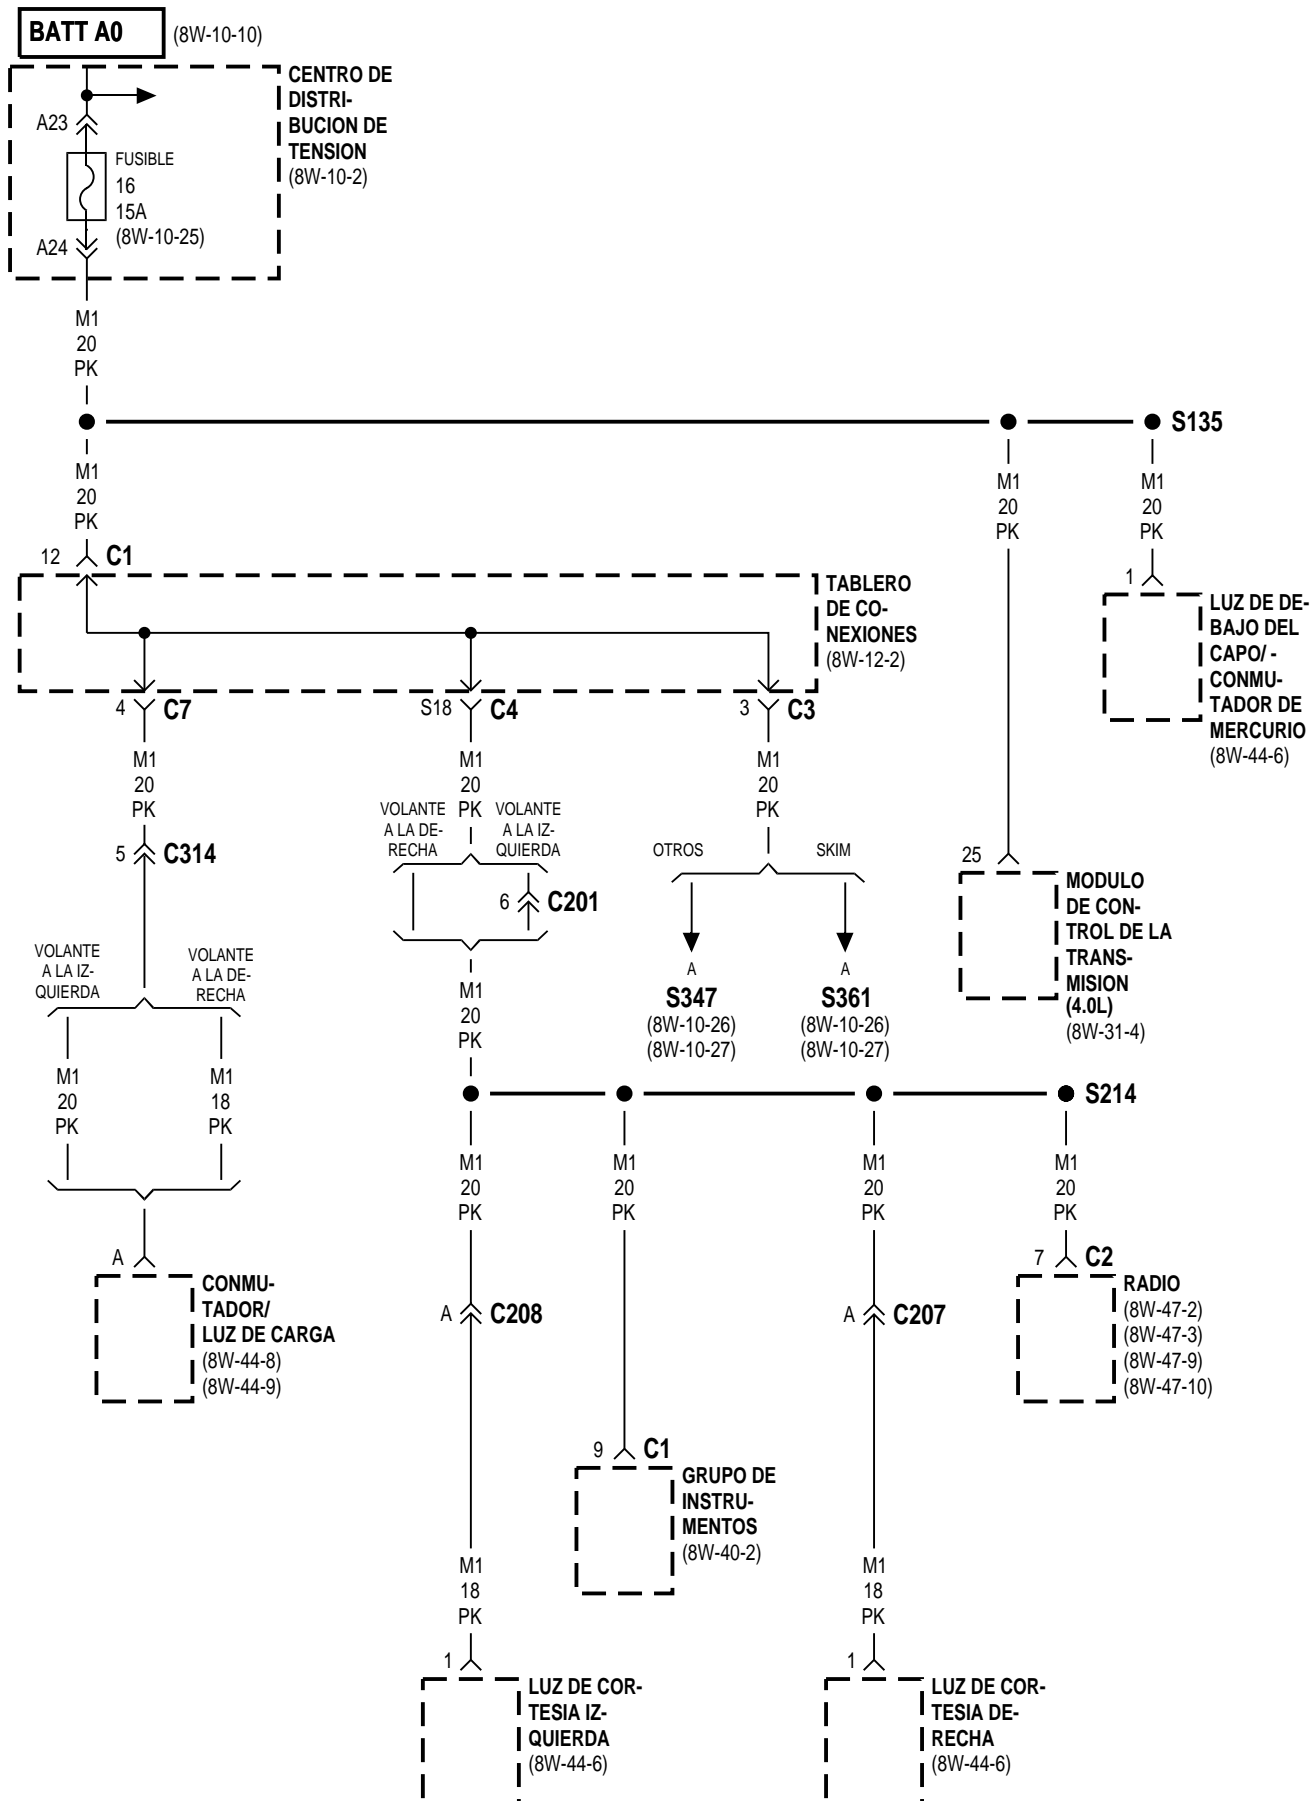 BATT A0
(8W-10-10)
CENTRO DE
DISTRI-
BUCION DE
TENSION
(8W-10-2)
A23
FUSIBLE
16
15A
(8W-10-25)
A24
M1
20
PK
S135
M1
20
PK
12
C1
M1
20
PK
M1
20
PK
1
TABLERO
DE CO-
NEXIONES
(8W-12-2)
LUZ DE DE-
BAJO DEL
CAPO/ -
CONMU-
TADOR DE
MERCURIO
(8W-44-6)
4
C7
S18
C4
3
C3
M1
20
PK
M1
20
PK
M1
20
PK
VOLANTE
A LA DE-
RECHA
VOLANTE
A LA IZ-
QUIERDA
5
C314
6
C201
OTROS
SKIM
25
MODULO
DE CON-
TROL DE LA
TRANS-
MISION
(4.0L)
(8W-31-4)
VOLANTE
A LA IZ-
QUIERDA
VOLANTE
A LA DE-
RECHA
A
S347
(8W-10-26)
(8W-10-27)
A
S361
(8W-10-26)
(8W-10-27)
M1
20
PK
M1
20
PK
M1
18
PK
S214
M1
20
PK
M1
20
PK
M1
20
PK
M1
20
PK
A
CONMU-
TADOR/
LUZ DE CARGA
(8W-44-8)
(8W-44-9)
7
C2
RADIO
(8W-47-2)
(8W-47-3)
(8W-47-9)
(8W-47-10)
A
C208
A
C207
9
C1
GRUPO DE
INSTRU-
MENTOS
(8W-40-2)
M1
18
PK
M1
18
PK
1
LUZ DE COR-
TESIA IZ-
QUIERDA
(8W-44-6)
1
LUZ DE COR-
TESIA DE-
RECHA
(8W-44-6)